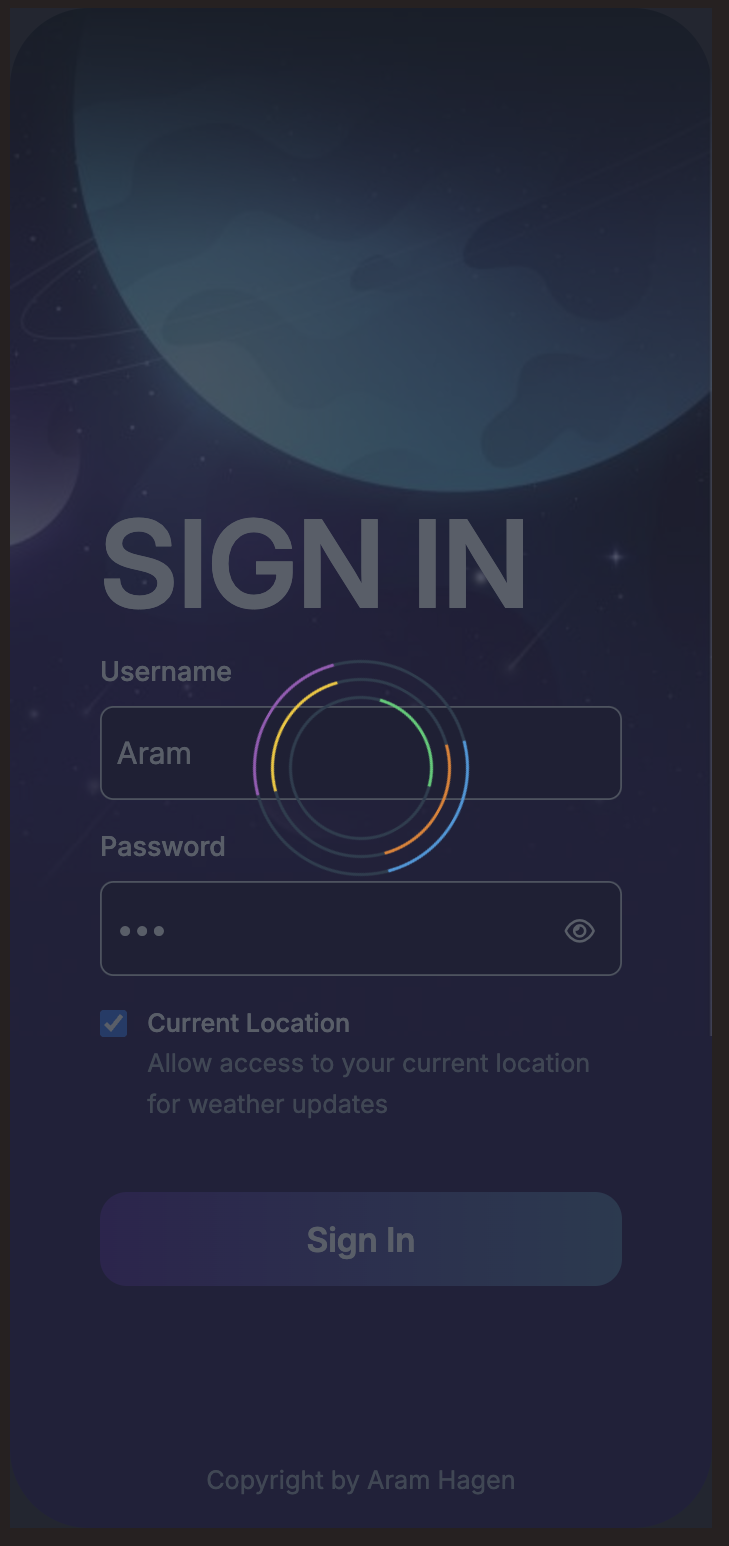 SIGN IN
Username
Aram
Password
Current Location
Allow access to your current location
for weather updates
Sign In
Copyright by Aram Hagen